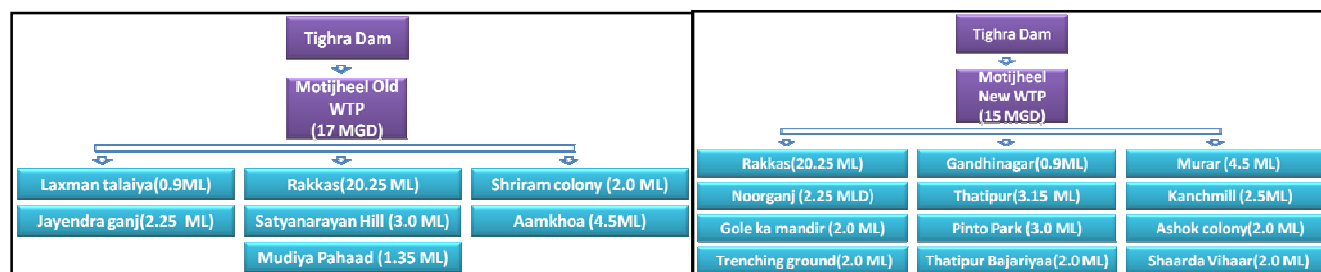 Tighra Dam
Motijheel Old
WTP
(17 MGD)
Laxman talaiya(0.9ML)
Rakkas(20.25 ML)
Shriram colony (2.0 ML)
Jayendra ganj(2.25 ML)
Satyanarayan Hill (3.0 ML)
Aamkhoa (4.5ML)
Mudiya Pahaad (1.35 ML)
Tighra Dam
Motijheel
New WTP
(15 MGD)
Rakkas(20.25 ML)
Gandhinagar(0.9ML)
Murar (4.5 ML)
Noorganj (2.25 MLD)
Thatipur(3.15 ML)
Kanchmill (2.5ML)
Gole ka mandir (2.0 ML)
Pinto Park (3.0 ML)
Ashok colony(2.0 ML)
Trenching ground(2.0 ML)
Thatipur Bajariyaa(2.0 ML)
Shaarda Vihaar(2.0 ML)